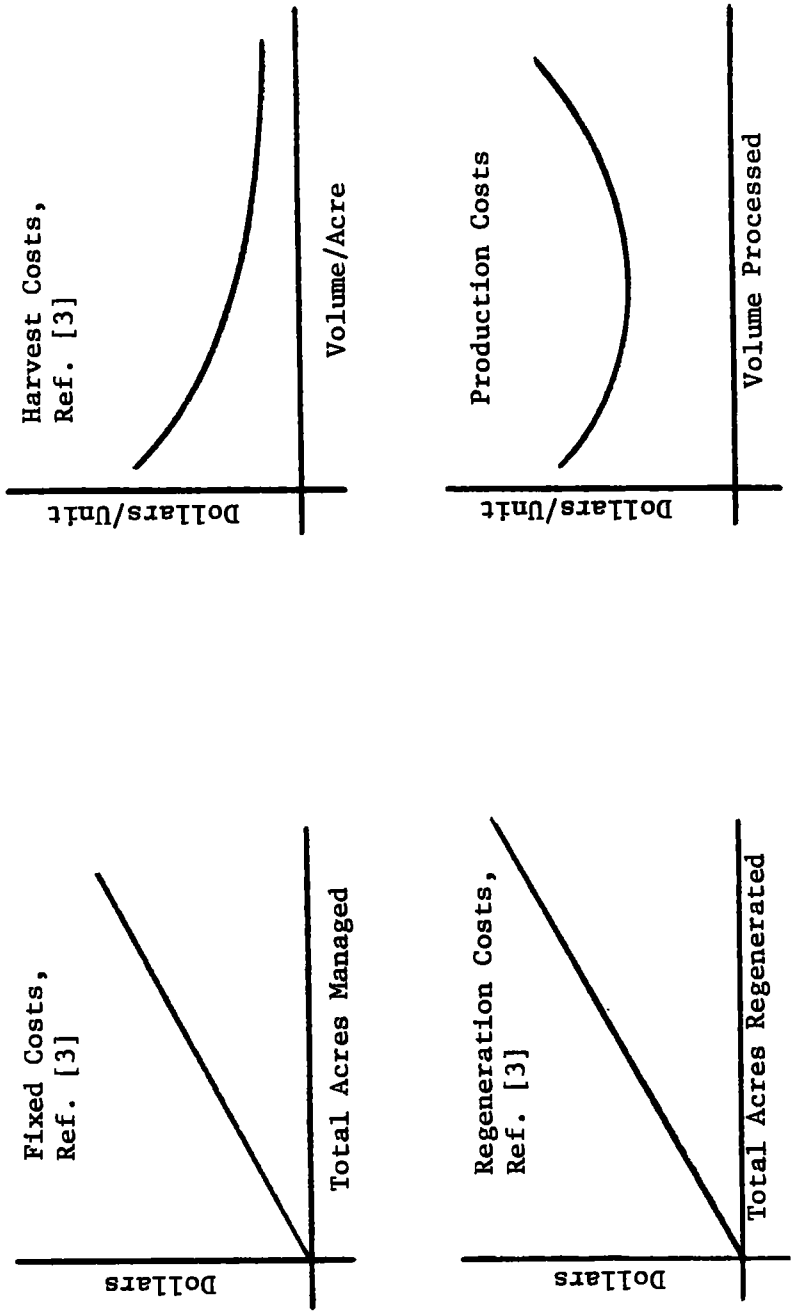 Fixed Costs,
Ref. [3]
Dollars
Total Acres Managed
Harvest Costs,
Ref. [3]
Dollars/Unit
Volume/Acre
Regeneration Costs,
Ref. [3]
Dollars
Total Acres Regenerated
Production Costs
Dollars/Unit
Volume Processed